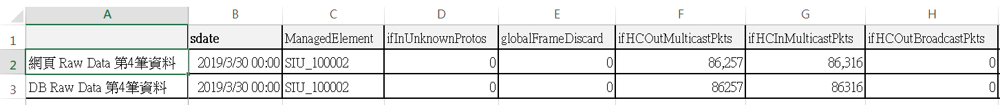 A B C D E F G H
1 sdate ManagedElement ifInUnknownProtos globalFrameDiscard ifHCOutMulticastPkts ifHCInMulticastPkts ifHCOutBroadcastPkts
2 網頁 Raw Data 第4筆資料 2019/3/30 00:00 SIU_100002 0 0 86,257 86,316 0
3 DB Raw Data 第4筆資料 2019/3/30 00:00 SIU_100002 0 0 86257 86316 0